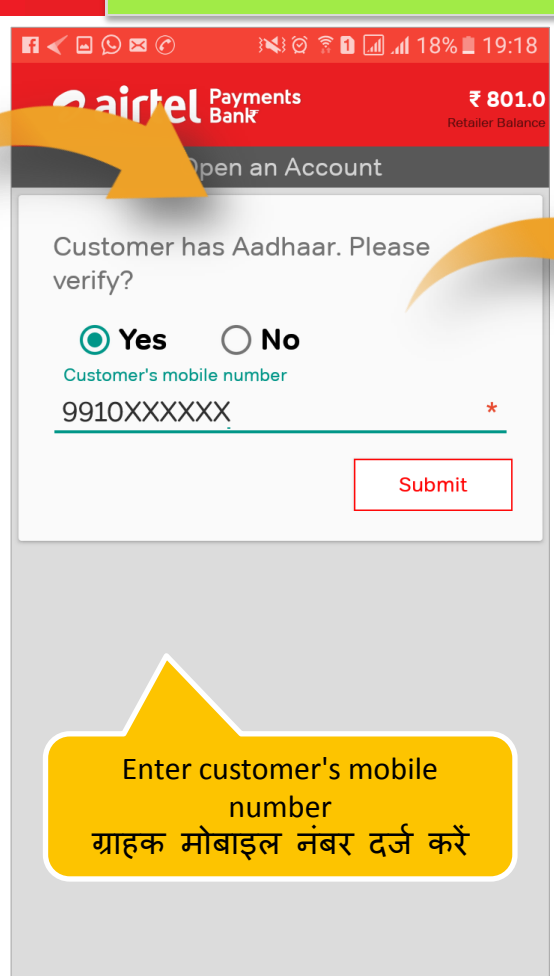 18% 19:18
airtel Payments Bank
₹ 801.0
Retailer Balance
Open an Account
Customer has Aadhaar. Please
verify?
Yes No
Customer's mobile number
9910XXXXXX *
Submit
Enter customer's mobile
number
ग्राहक मोबाइल नंबर दर्ज करें